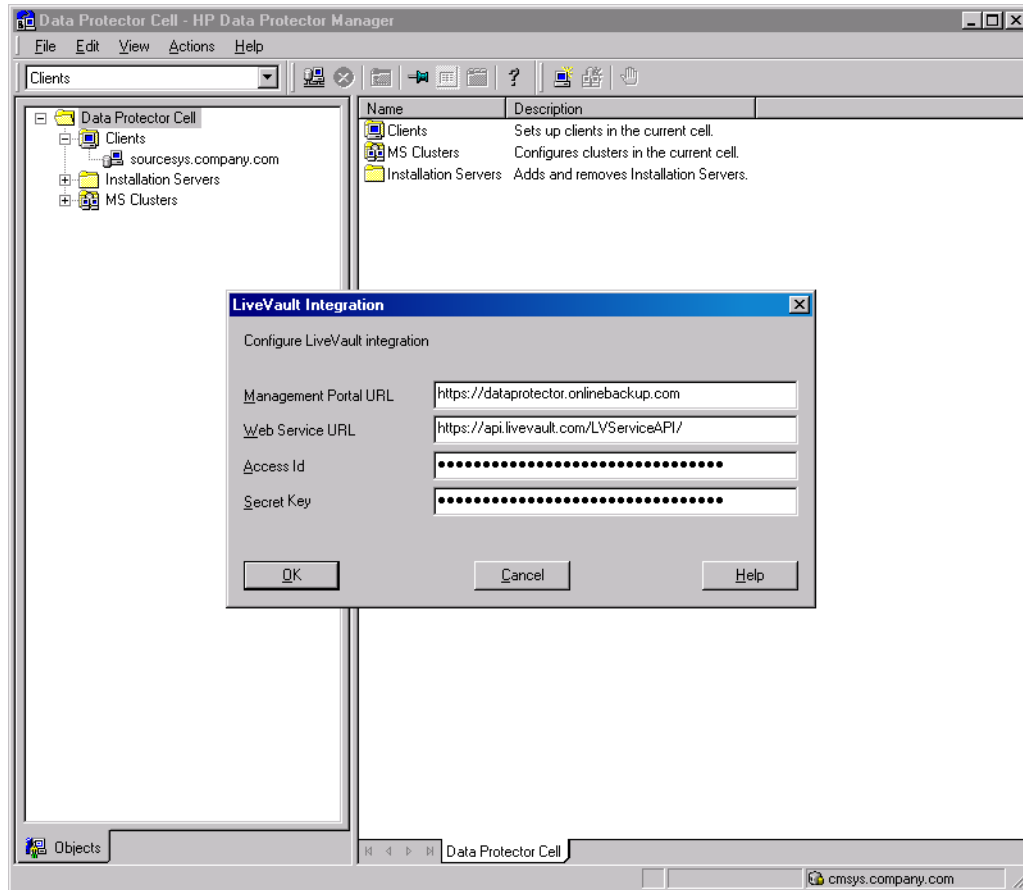 Data Protector Cell - HP Data Protector Manager
File Edit View Actions Help
Clients
Data Protector Cell
Clients
sourcesys.company.com
Installation Servers
MS Clusters
Name Description
Clients Sets up clients in the current cell.
MS Clusters Configures clusters in the current cell.
Installation Servers Adds and removes Installation Servers.
LiveVault Integration
Configure LiveVault integration
Management Portal URL https://dataprotector.onlinebackup.com
Web Service URL https://api.livevault.com/LVServiceAPI/
Access Id ●●●●●●●●●●●●●●●●●●●●●●●●●●●●●●●●
Secret Key ●●●●●●●●●●●●●●●●●●●●●●●●●●●●●●●●
OK Cancel Help
Objects
Data Protector Cell
cmsys.company.com